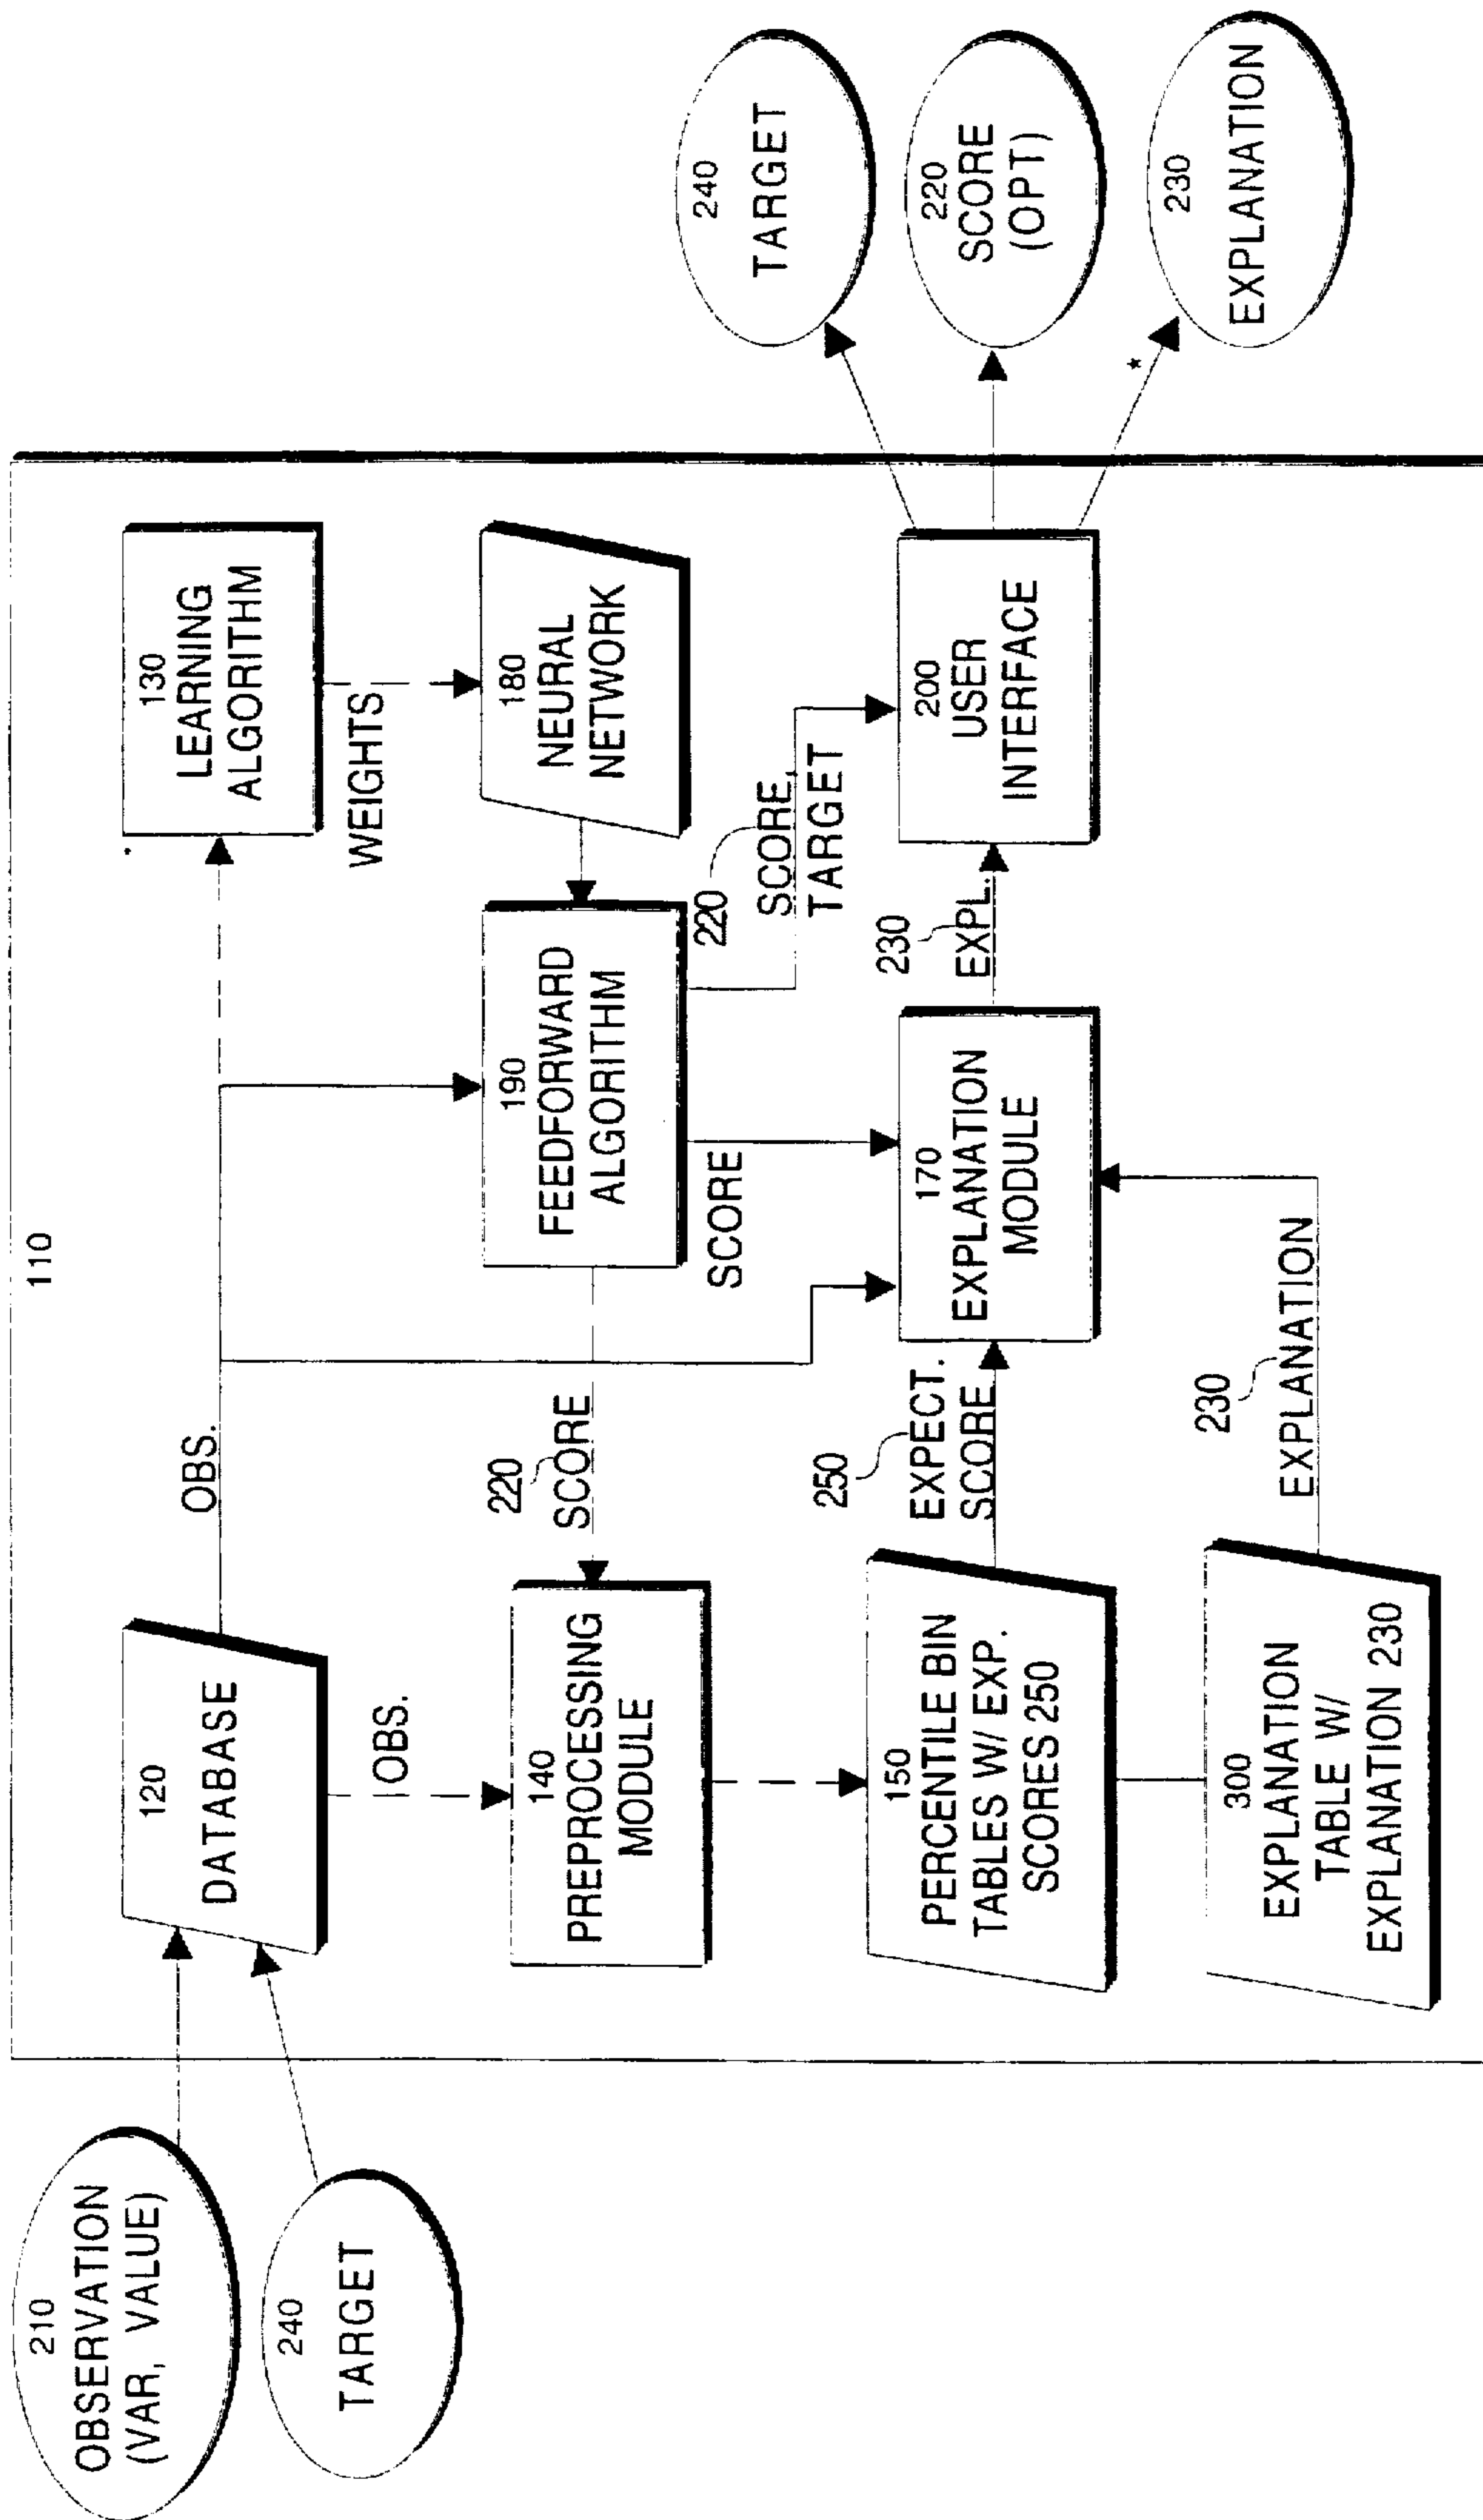 110
210
OBSERVATION
(VAR, VALUE)
240
TARGET
120
DATABASE
OBS.
OBS.
130
LEARNING
ALGORITHM
WEIGHTS
140
PREPROCESSING
MODULE
220
SCORE
190
FEEDFORWARD
ALGORITHM
180
NEURAL
NETWORK
SCORE
220
SCORE,
TARGET
150
PERCENTILE BIN
TABLES W/ EXP.
SCORES 250
250
EXPECT.
SCORE
170
EXPLANATION
MODULE
230
EXPL.
200
USER
INTERFACE
300
EXPLANATION
TABLE W/
EXPLANATION 230
230
EXPLANATION
240
TARGET
220
SCORE
(OPT)
*
230
EXPLANATION